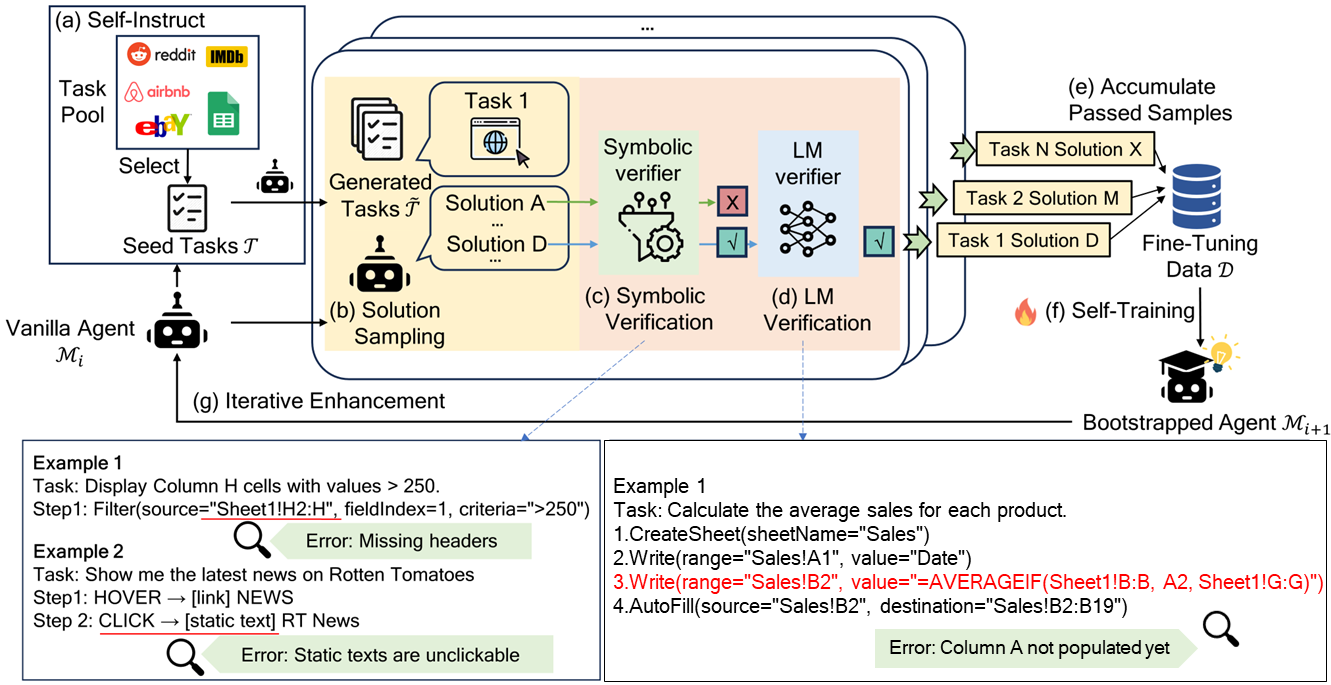 (a) Self-Instruct
Task
Pool
reddit
IMDb
airbnb
ebay
Select
Seed Tasks 𝒯
Vanilla Agent
ℳᵢ
...
Generated
Tasks 𝒯̃
Task 1
Solution A
...
Solution D
...
(b) Solution
Sampling
Symbolic
verifier
X
√
(c) Symbolic
Verification
LM
verifier
√
(d) LM
Verification
(e) Accumulate
Passed Samples
Task N Solution X
Task 2 Solution M
Task 1 Solution D
Fine-Tuning
Data 𝒟
(f) Self-Training
Bootstrapped Agent ℳᵢ₊₁
(g) Iterative Enhancement
Example 1
Task: Display Column H cells with values > 250.
Step1: Filter(source="Sheet1!H2:H", fieldIndex=1, criteria=">250")
Error: Missing headers
Example 2
Task: Show me the latest news on Rotten Tomatoes
Step1: HOVER → [link] NEWS
Step 2: CLICK → [static text] RT News
Error: Static texts are unclickable
Example 1
Task: Calculate the average sales for each product.
1.CreateSheet(sheetName="Sales")
2.Write(range="Sales!A1", value="Date")
3.Write(range="Sales!B2", value="=AVERAGEIF(Sheet1!B:B, A2, Sheet1!G:G)")
4.AutoFill(source="Sales!B2", destination="Sales!B2:B19")
Error: Column A not populated yet